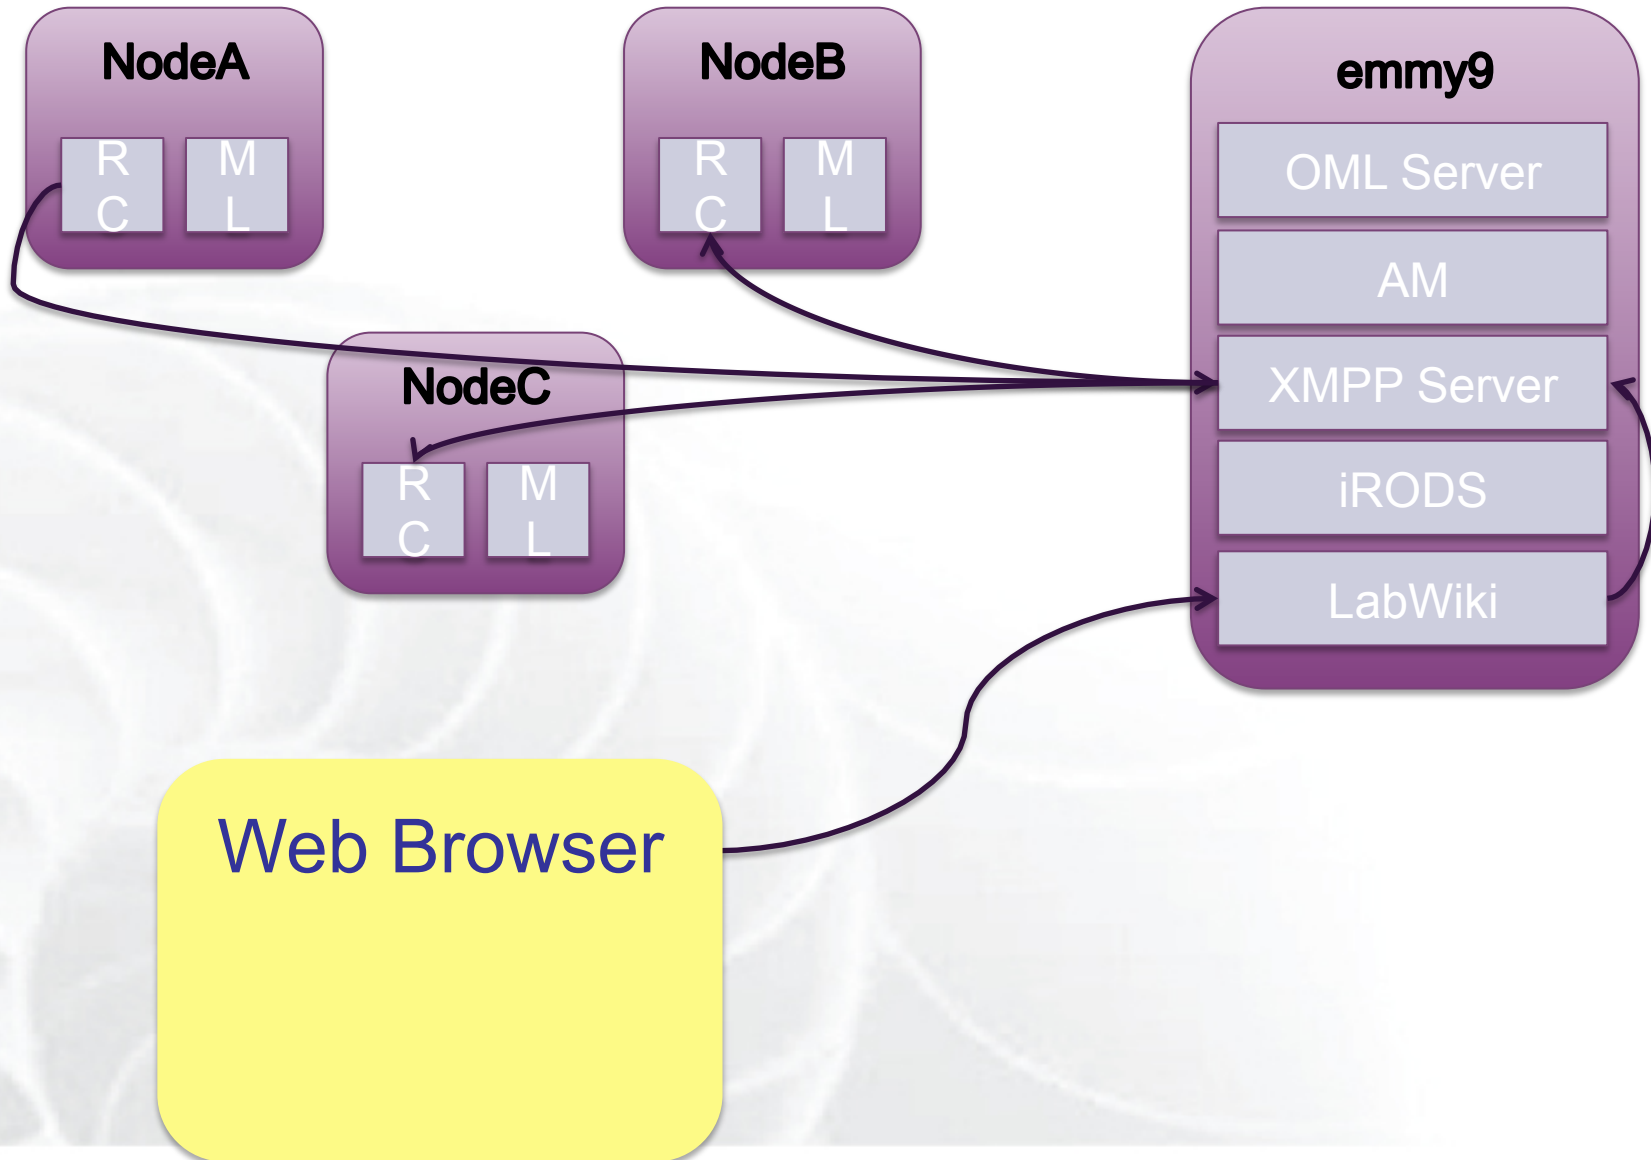 NodeA
R
C
M
L
NodeB
R
C
M
L
emmy9
OML Server
AM
XMPP Server
iRODS
LabWiki
NodeC
R
C
M
L
Web Browser